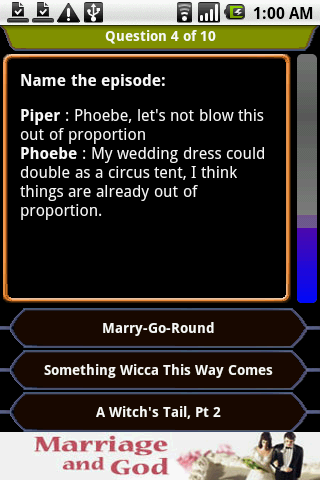 1:00 AM
Question 4 of 10
Name the episode:
Piper : Phoebe, let's not blow this
out of proportion
Phoebe : My wedding dress could
double as a circus tent, I think
things are already out of
proportion.
Marry-Go-Round
Something Wicca This Way Comes
A Witch's Tail, Pt 2
Marriage
and God